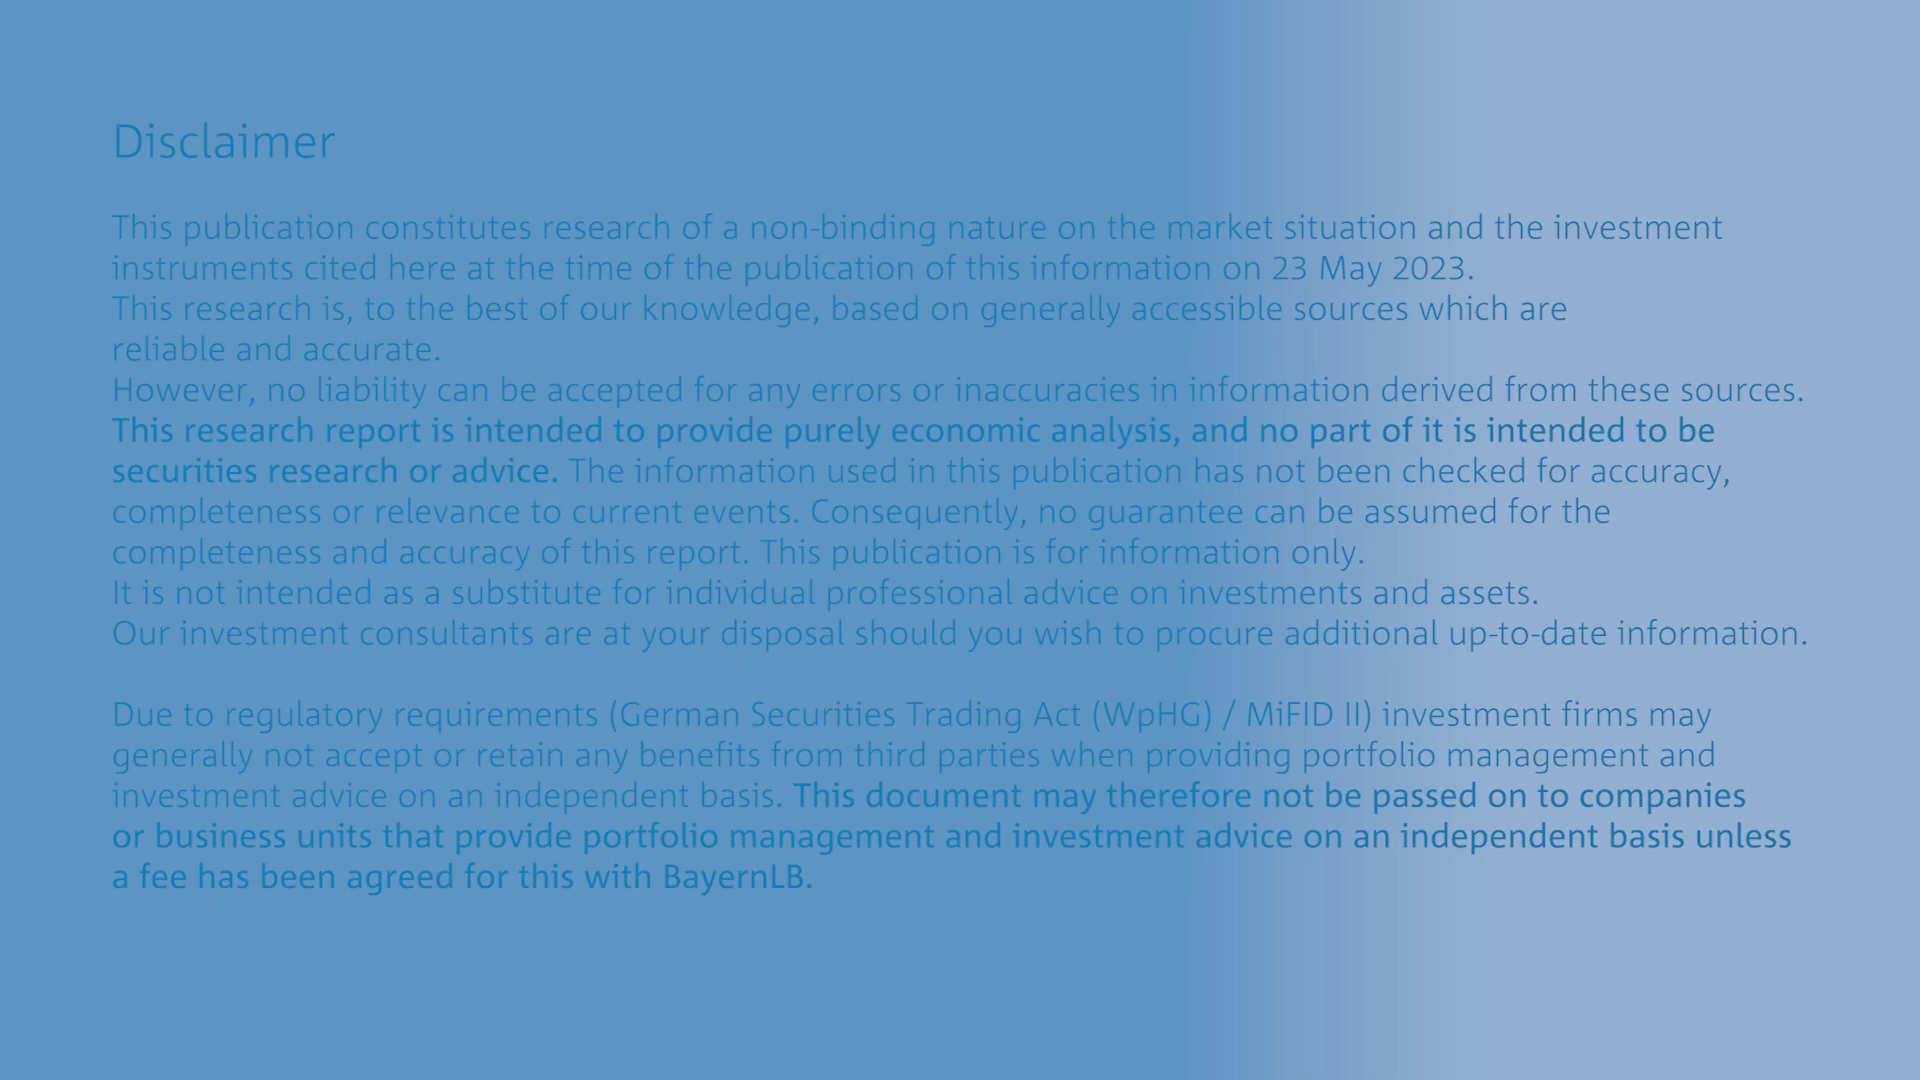 Disclaimer
This publication constitutes research of a non-binding nature on the market situation and the investment
instruments cited here at the time of the publication of this information on 23 May 2023.
This research is, to the best of our knowledge, based on generally accessible sources which are
reliable and accurate.
However, no liability can be accepted for any errors or inaccuracies in information derived from these sources.
This research report is intended to provide purely economic analysis, and no part of it is intended to be
securities research or advice. The information used in this publication has not been checked for accuracy,
completeness or relevance to current events. Consequently, no guarantee can be assumed for the
completeness and accuracy of this report. This publication is for information only.
It is not intended as a substitute for individual professional advice on investments and assets.
Our investment consultants are at your disposal should you wish to procure additional up-to-date information.
Due to regulatory requirements (German Securities Trading Act (WpHG) / MiFID II) investment firms may
generally not accept or retain any benefits from third parties when providing portfolio management and
investment advice on an independent basis. This document may therefore not be passed on to companies
or business units that provide portfolio management and investment advice on an independent basis unless
a fee has been agreed for this with BayernLB.